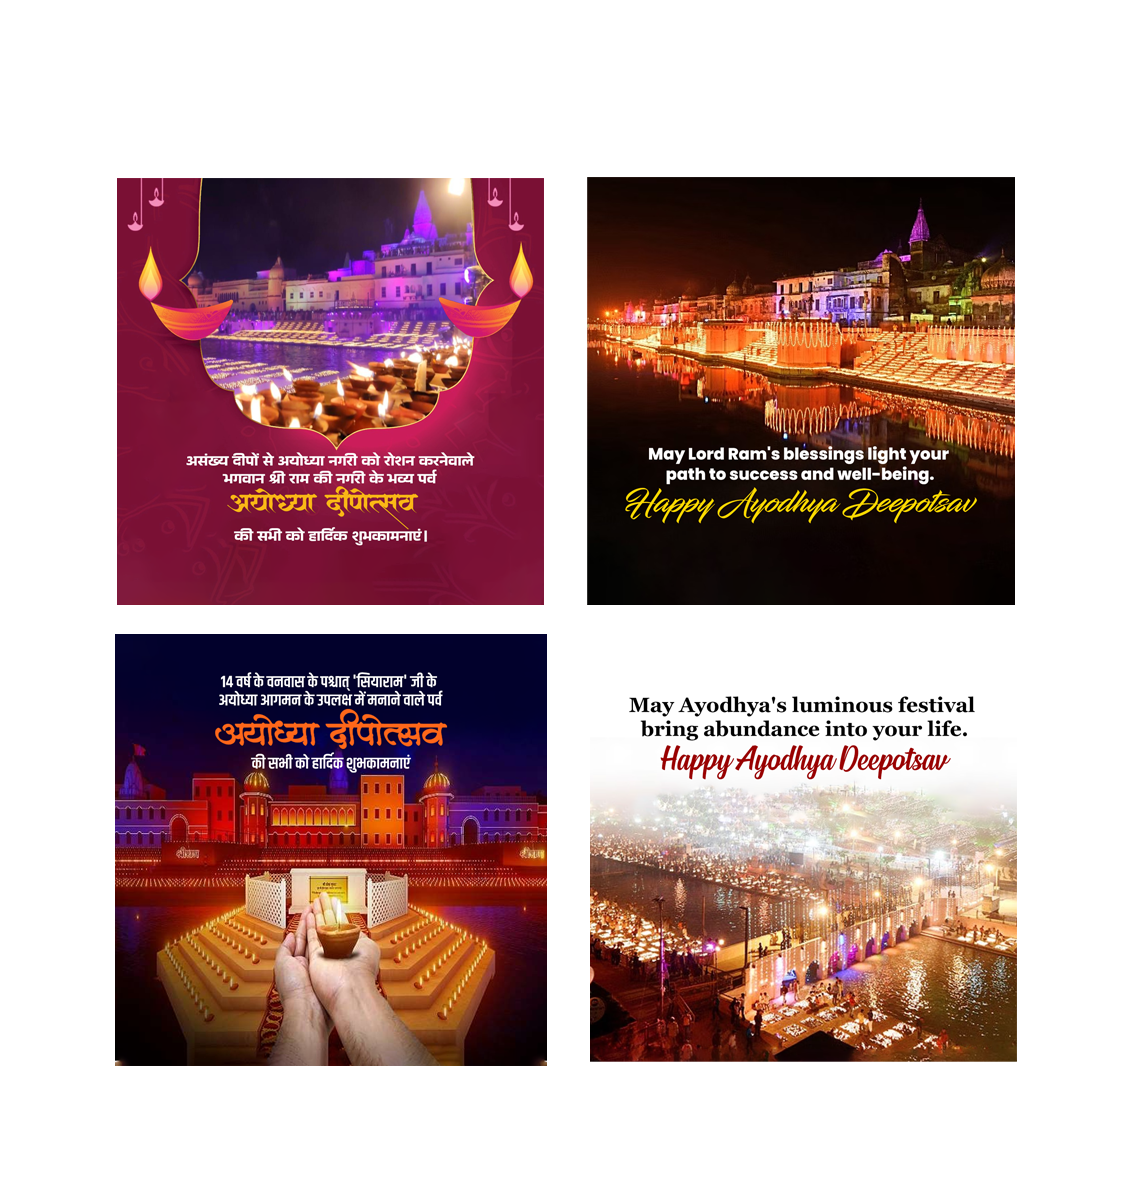 असंख्य दीपों से अयोध्या नगरी को रोशन करनेवाले
भगवान श्री राम की नगरी के भव्य पर्व
अयोध्या दीपोत्सव
की सभी को हार्दिक शुभकामनाएं।
May Lord Ram's blessings light your
path to success and well-being.
Happy Ayodhya Deepotsav
14 वर्ष के वनवास के पश्चात् 'सियाराम' जी के
अयोध्या आगमन के उपलक्ष में मनाने वाले पर्व
अयोध्या दीपोत्सव
की सभी को हार्दिक शुभकामनाएं
May Ayodhya's luminous festival
bring abundance into your life.
Happy Ayodhya Deepotsav